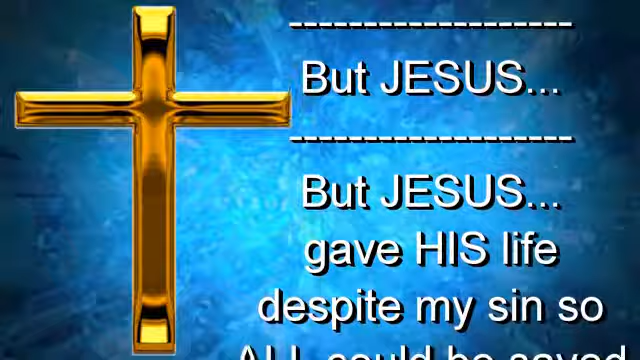 --------------------
But JESUS...
--------------------
But JESUS...
gave HIS life
despite my sin so
ALL could be saved